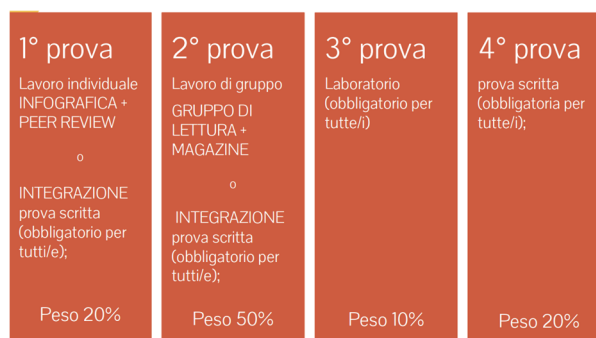 1° prova
Lavoro individuale
INFOGRAFICA +
PEER REVIEW
o
INTEGRAZIONE
prova scritta
(obbligatorio per
tutti/e);
Peso 20%
2° prova
Lavoro di gruppo
GRUPPO DI
LETTURA +
MAGAZINE
o
INTEGRAZIONE
prova scritta
(obbligatorio per
tutti/e);
Peso 50%
3° prova
Laboratorio
(obbligatorio per
tutte/i)
Peso 10%
4° prova
prova scritta
(obbligatoria per
tutte/i);
Peso 20%